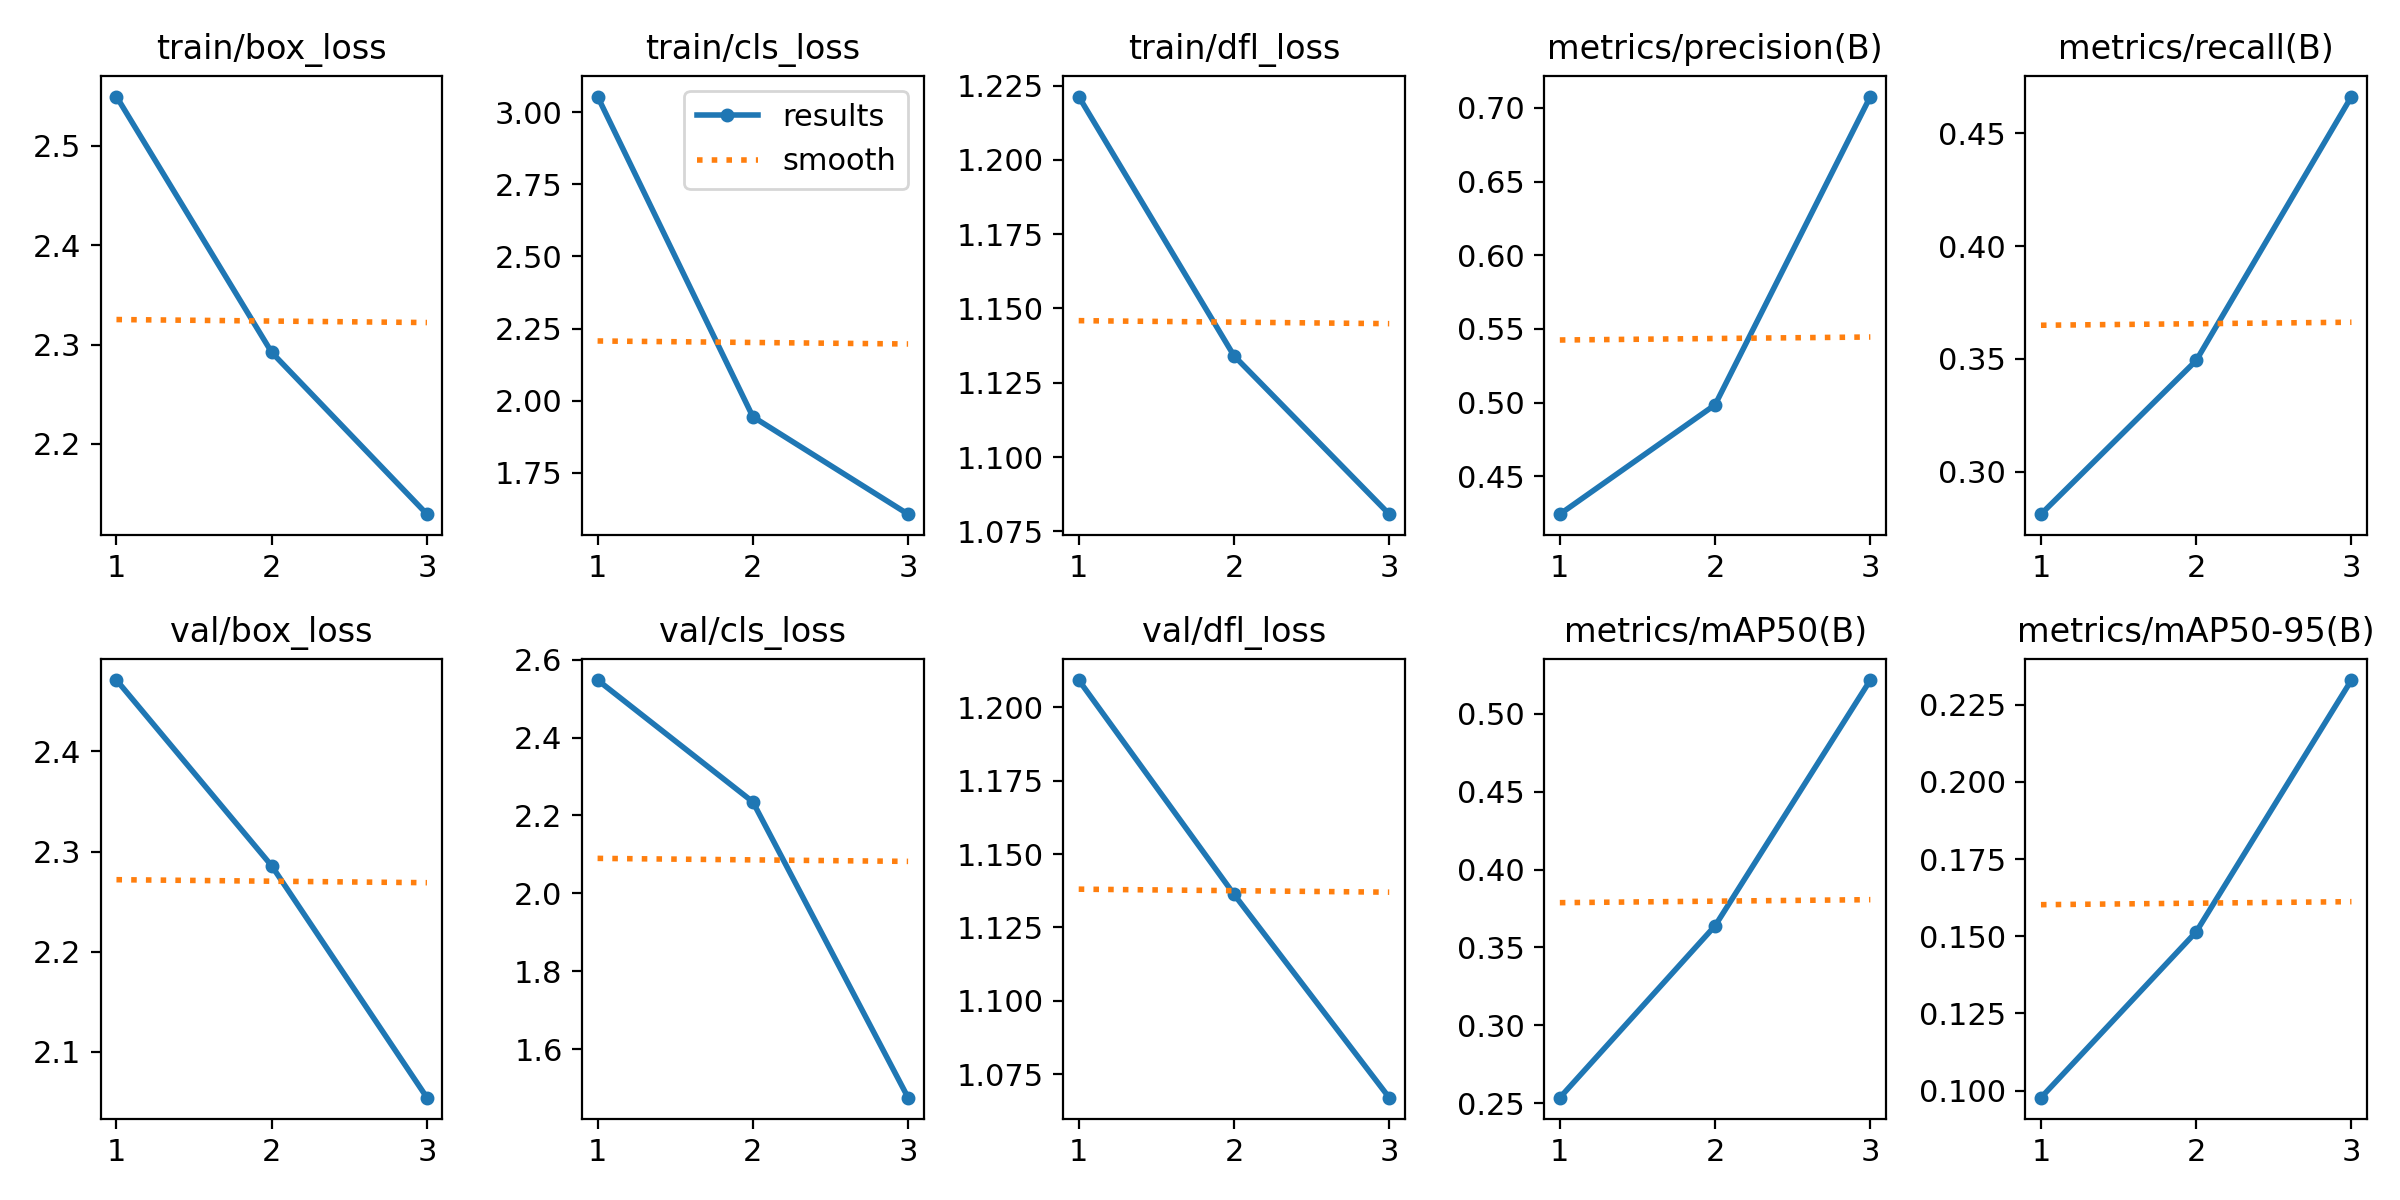 train/box_loss
2.5
2.4
2.3
2.2
1 2 3
train/cls_loss
3.00
2.75
2.50
2.25
2.00
1.75
results
smooth
1 2 3
train/dfl_loss
1.225
1.200
1.175
1.150
1.125
1.100
1.075
1 2 3
metrics/precision(B)
0.70
0.65
0.60
0.55
0.50
0.45
1 2 3
metrics/recall(B)
0.45
0.40
0.35
0.30
1 2 3
val/box_loss
2.4
2.3
2.2
2.1
1 2 3
val/cls_loss
2.6
2.4
2.2
2.0
1.8
1.6
1 2 3
val/dfl_loss
1.200
1.175
1.150
1.125
1.100
1.075
1 2 3
metrics/mAP50(B)
0.50
0.45
0.40
0.35
0.30
0.25
1 2 3
metrics/mAP50-95(B)
0.225
0.200
0.175
0.150
0.125
0.100
1 2 3